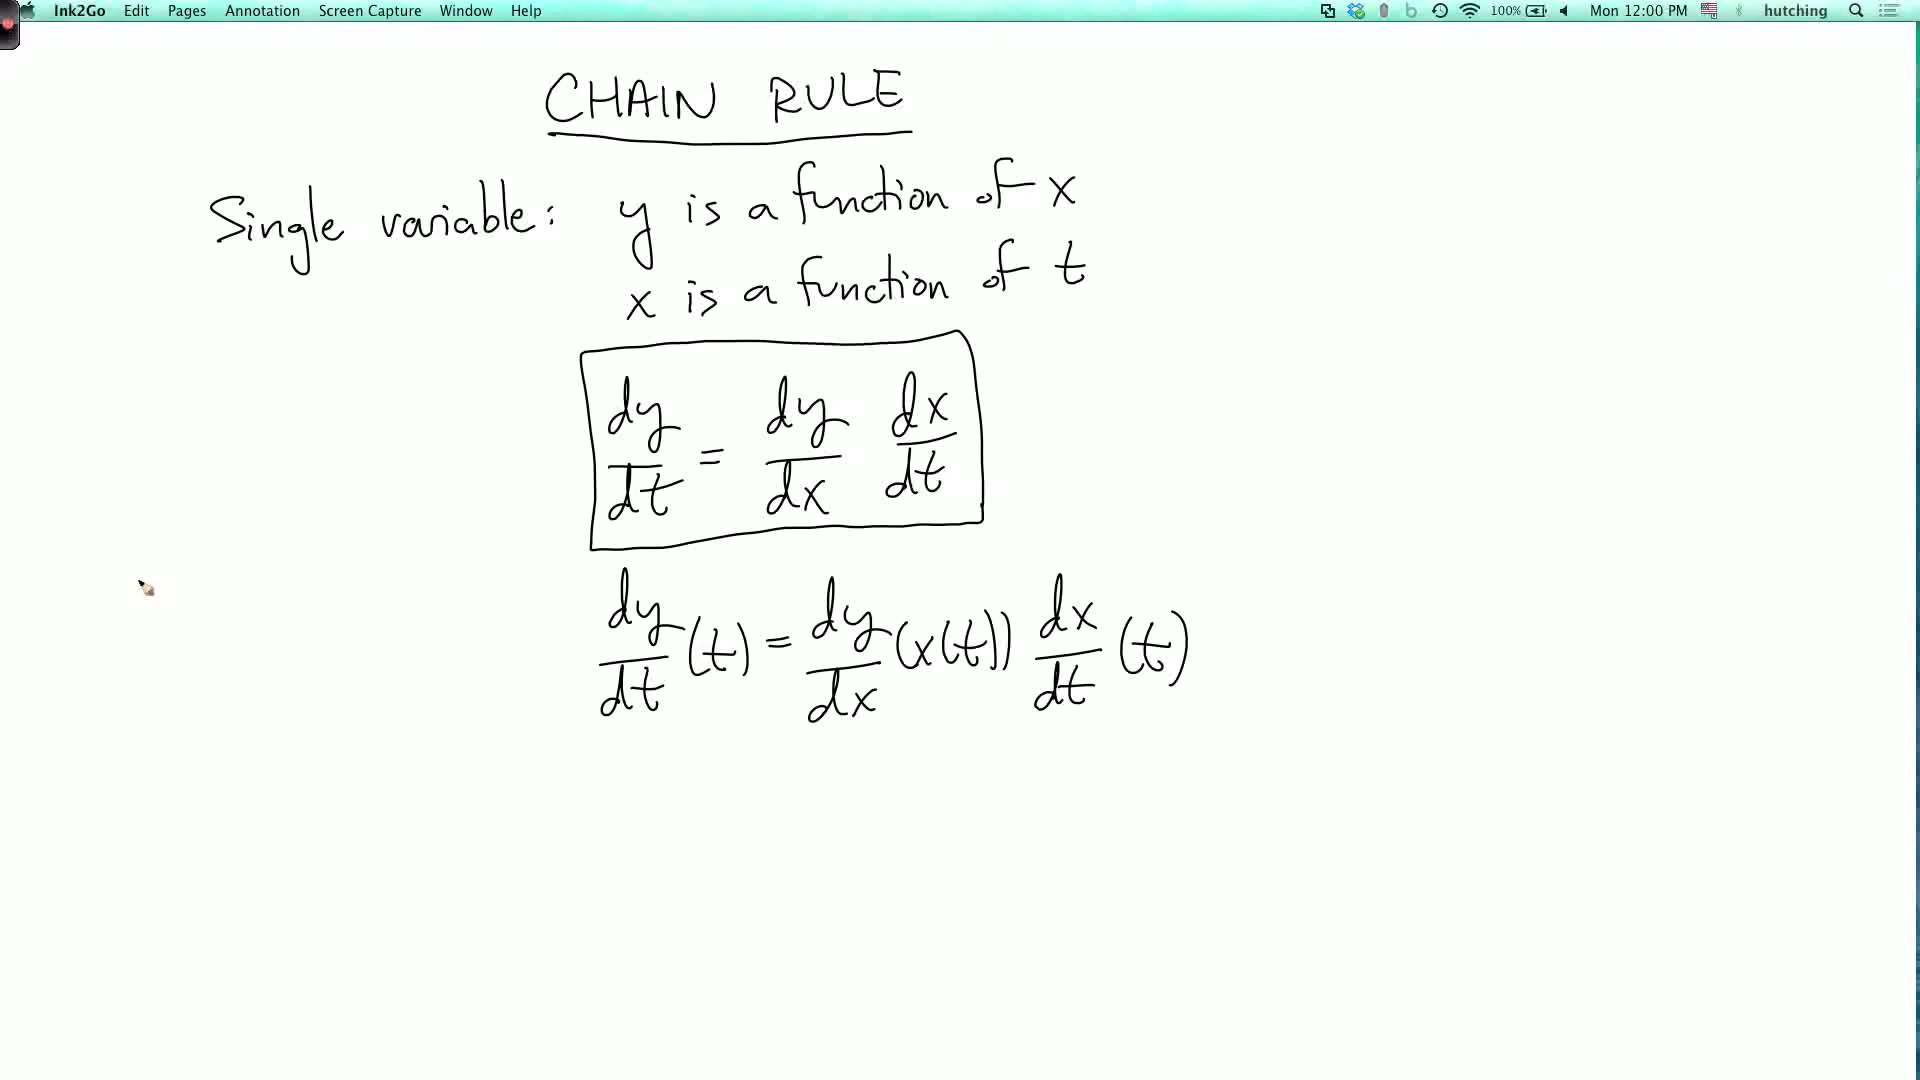 Ink2Go Edit Pages Annotation Screen Capture Window Help 100% Mon 12:00 PM hutching
CHAIN RULE
Single variable: y is a function of x
x is a function of t
dy/dt = dy/dx dx/dt
dy/dt (t) = dy/dx (x(t)) dx/dt (t)